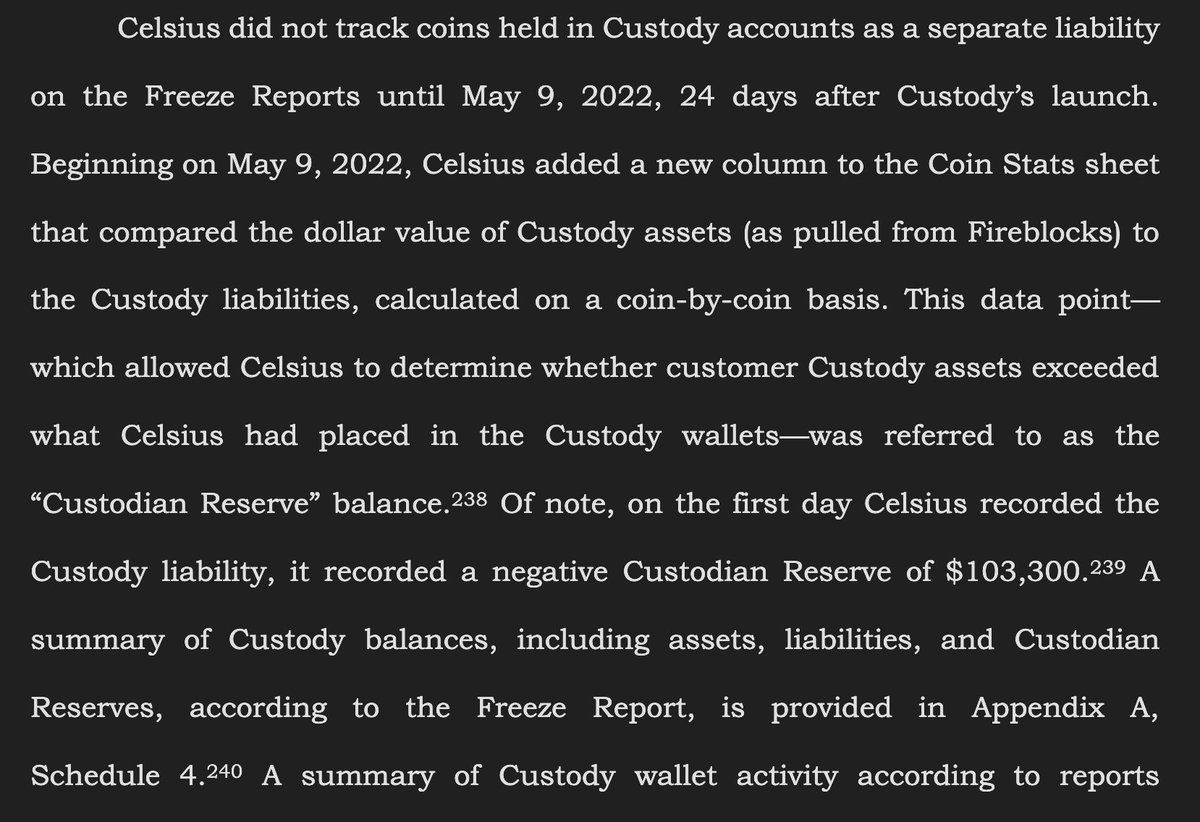 Celsius did not track coins held in Custody accounts as a separate liability
on the Freeze Reports until May 9, 2022, 24 days after Custody’s launch.
Beginning on May 9, 2022, Celsius added a new column to the Coin Stats sheet
that compared the dollar value of Custody assets (as pulled from Fireblocks) to
the Custody liabilities, calculated on a coin-by-coin basis. This data point—
which allowed Celsius to determine whether customer Custody assets exceeded
what Celsius had placed in the Custody wallets—was referred to as the
“Custodian Reserve” balance.238 Of note, on the first day Celsius recorded the
Custody liability, it recorded a negative Custodian Reserve of $103,300.239 A
summary of Custody balances, including assets, liabilities, and Custodian
Reserves, according to the Freeze Report, is provided in Appendix A,
Schedule 4.240 A summary of Custody wallet activity according to reports